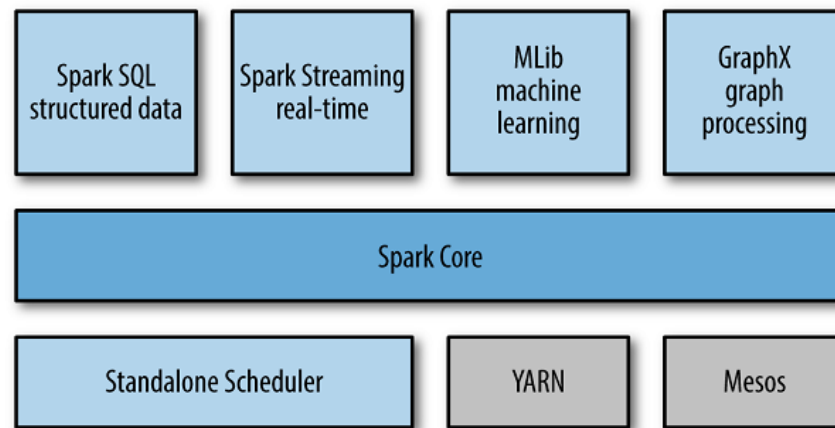 Spark SQL
structured data
Spark Streaming
real-time
MLib
machine
learning
GraphX
graph
processing
Spark Core
Standalone Scheduler
YARN
Mesos